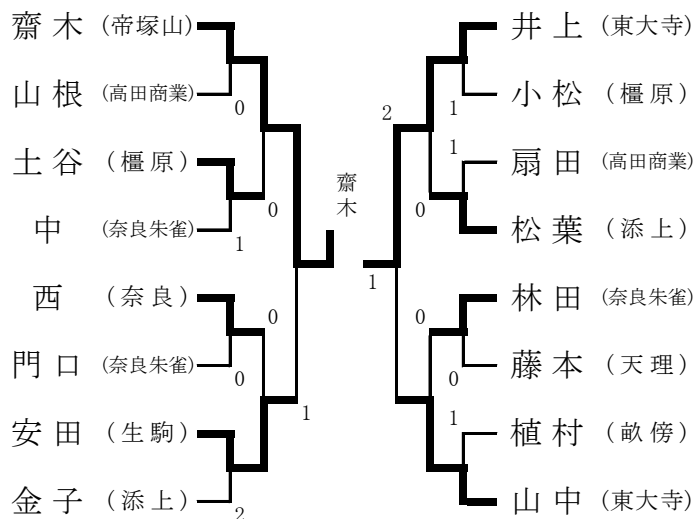 齋木 (帝塚山)
山根 (高田商業)
0
土谷 (橿原)
0
中 (奈良朱雀)
1
西 (奈良)
0
門口 (奈良朱雀)
0
1
安田 (生駒)
金子 (添上)
2
齋木
井上 (東大寺)
2
1
小松 (橿原)
1
扇田 (高田商業)
0
松葉 (添上)
1
林田 (奈良朱雀)
0
0
藤本 (天理)
1
植村 (畝傍)
山中 (東大寺)